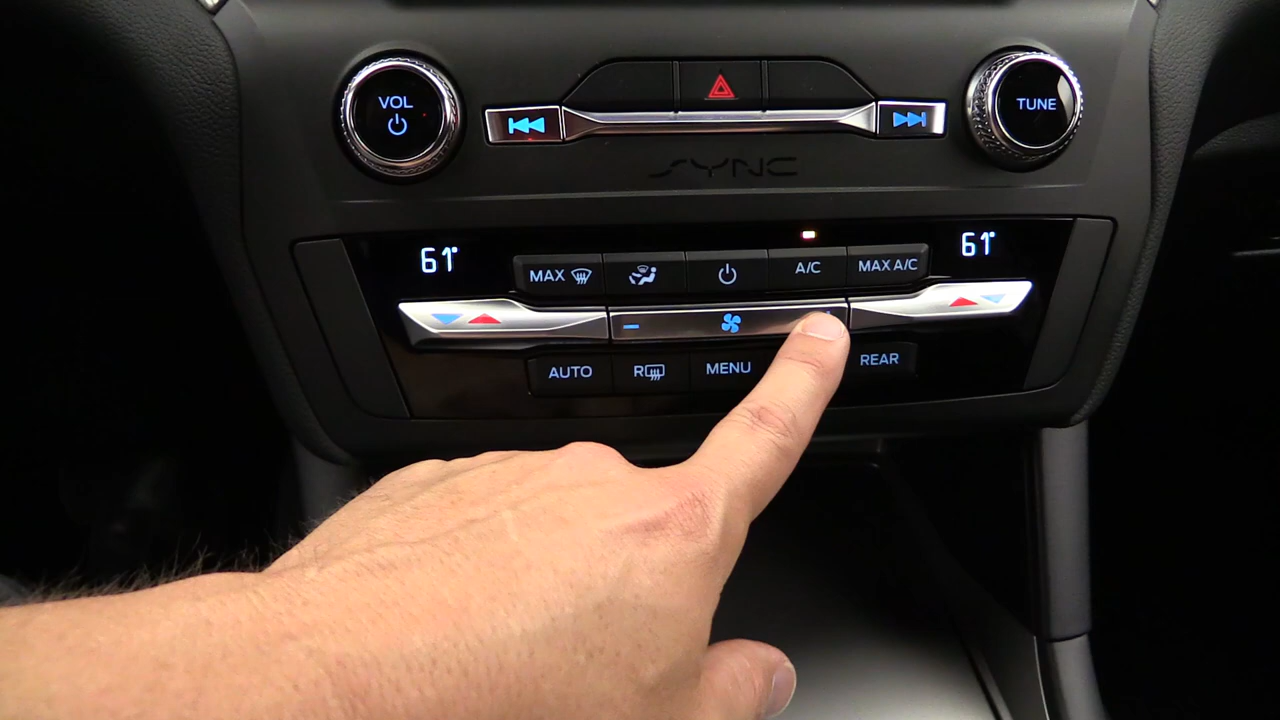 VOL
TUNE
SYNC
61°
61°
MAX
A/C
MAX A/C
AUTO
R
MENU
REAR